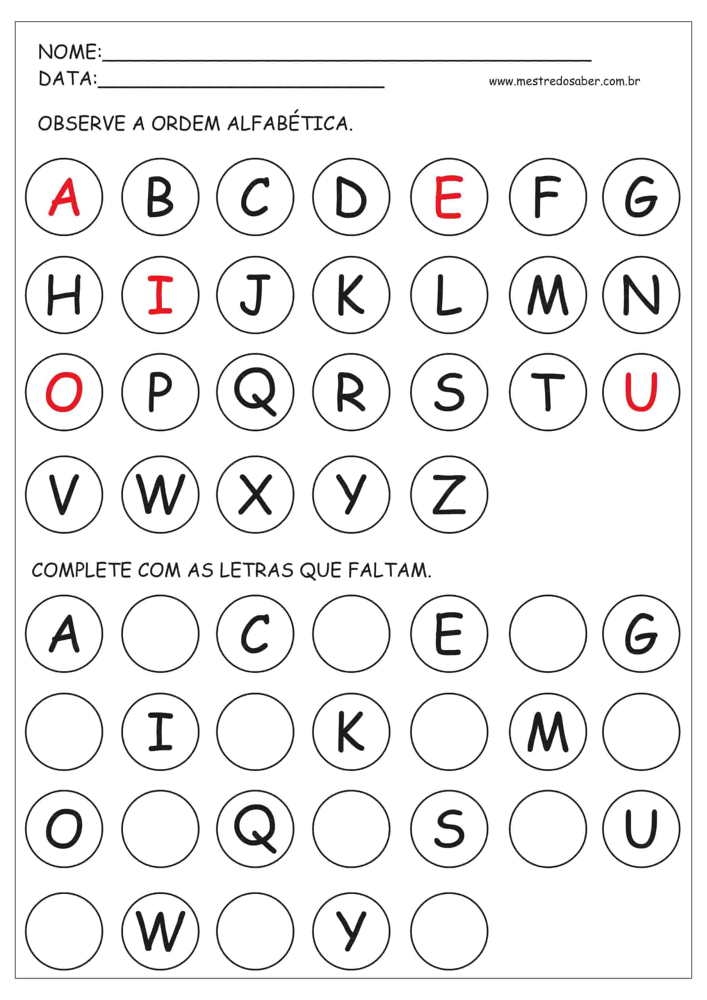 NOME:
DATA: www.mestredosaber.com.br
OBSERVE A ORDEM ALFABÉTICA.
A B C D E F G
H I J K L M N
O P Q R S T U
V W X Y Z
COMPLETE COM AS LETRAS QUE FALTAM.
A C E G
I K M
O Q S U
W Y